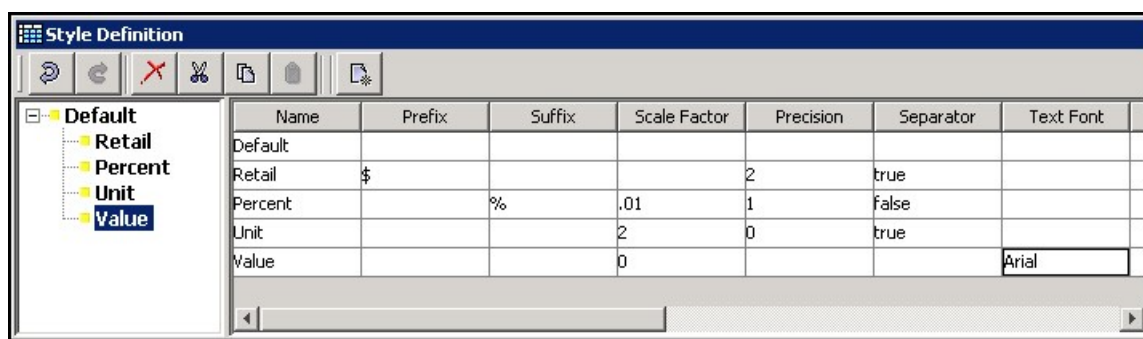 Style Definition
Default
Retail
Percent
Unit
Value
Name Prefix Suffix Scale Factor Precision Separator Text Font
Default
Retail $ 2 true
Percent % .01 1 false
Unit 2 0 true
Value 0 Arial